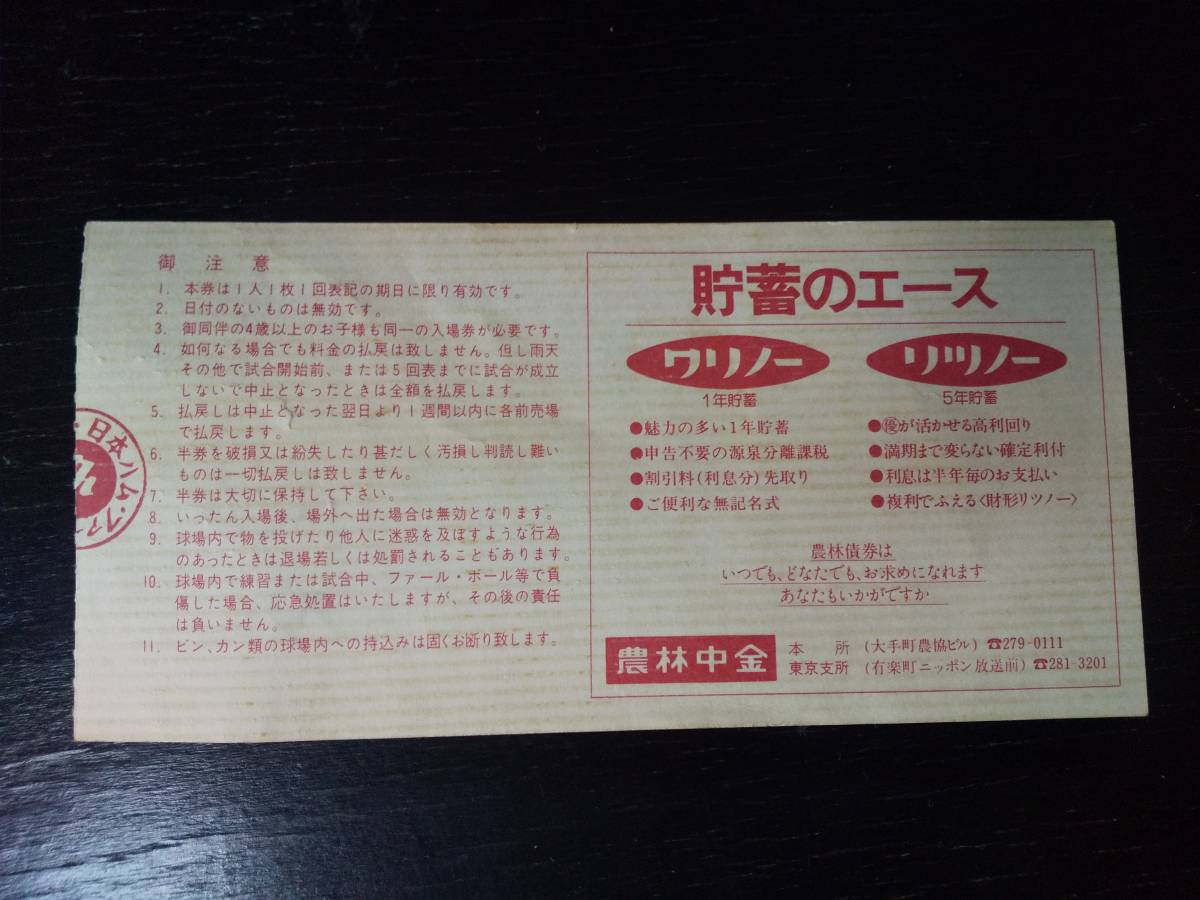 御注意
1. 本券は1人1枚1回表記の期日に限り有効です。
2. 日付のないものは無効です。
3. 御同伴の4歳以上のお子様も同一の入場券が必要です。
4. 如何なる場合でも料金の払戻は致しません。但し雨天
その他で試合開始前、または5回表までに試合が成立
しないで中止となったときは全額を払戻します。
5. 払戻しは中止となった翌日より1週間以内に各前売場
で払戻します。
6. 半券を破損又は紛失したり甚だしく汚損し判読し難い
ものは一切払戻しは致しません。
7. 半券は大切に保持して下さい。
8. いったん入場後、場外へ出た場合は無効となります。
9. 球場内で物を投げたり他人に迷惑を及ぼすような行為
のあったときは退場若しくは処罰されることもあります。
10. 球場内で練習または試合中、ファール・ボール等で負
傷した場合、応急処置はいたしますが、その後の責任
は負いません。
11. ビン、カン類の球場内への持込みは固くお断り致します。
・日本ハム・ファ
貯蓄のエース
ワリノー
1年貯蓄
●魅力の多い1年貯蓄
●申告不要の源泉分離課税
●割引料(利息分)先取り
●ご便利な無記名式
リツノー
5年貯蓄
●優が活かせる高利回り
●満期まで変らない確定利付
●利息は半年毎のお支払い
●複利でふえる〈財形リツノー〉
農林債券は
いつでも、どなたでも、お求めになれます
あなたもいかがですか
農林中金
本所 (大手町農協ビル) ☎279-0111
東京支所 (有楽町ニッポン放送前) ☎281-3201